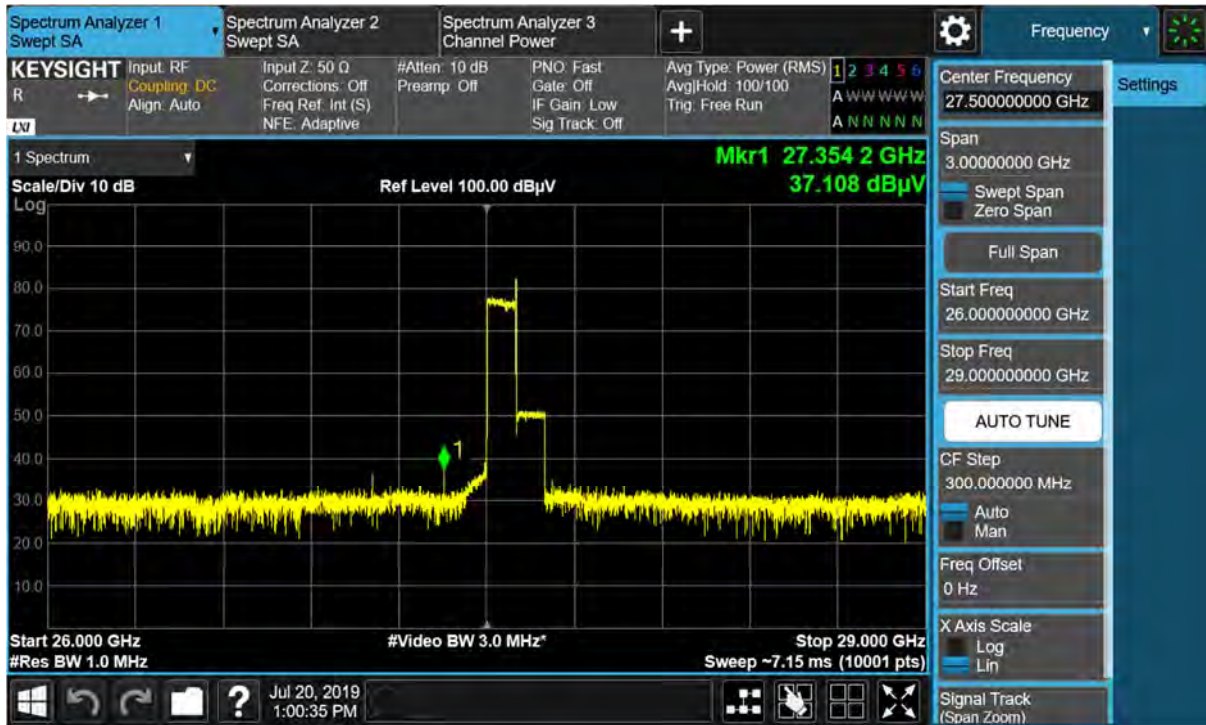 Spectrum Analyzer 1
Swept SA
Spectrum Analyzer 2
Swept SA
Spectrum Analyzer 3
Channel Power
+
Frequency
KEYSIGHT
R
LXI
Input: RF
Coupling: DC
Align: Auto
Input Z: 50 Ω
Corrections: Off
Freq Ref: Int (S)
NFE: Adaptive
#Atten: 10 dB
Preamp: Off
PNO: Fast
Gate: Off
IF Gain: Low
Sig Track: Off
Avg Type: Power (RMS)
Avg|Hold: 100/100
Trig: Free Run
1 2 3 4 5 6
A W W W W W
A N N N N N
1 Spectrum
Scale/Div 10 dB
Ref Level 100.00 dBµV
Mkr1 27.354 2 GHz
37.108 dBµV
Log
90.0
80.0
70.0
60.0
50.0
40.0
30.0
20.0
10.0
1
Start 26.000 GHz
#Res BW 1.0 MHz
#Video BW 3.0 MHz*
Stop 29.000 GHz
Sweep ~7.15 ms (10001 pts)
Center Frequency
27.500000000 GHz
Settings
Span
3.00000000 GHz
Swept Span
Zero Span
Full Span
Start Freq
26.000000000 GHz
Stop Freq
29.000000000 GHz
AUTO TUNE
CF Step
300.000000 MHz
Auto
Man
Freq Offset
0 Hz
X Axis Scale
Log
Lin
Signal Track
(Span Zoom)
?
Jul 20, 2019
1:00:35 PM